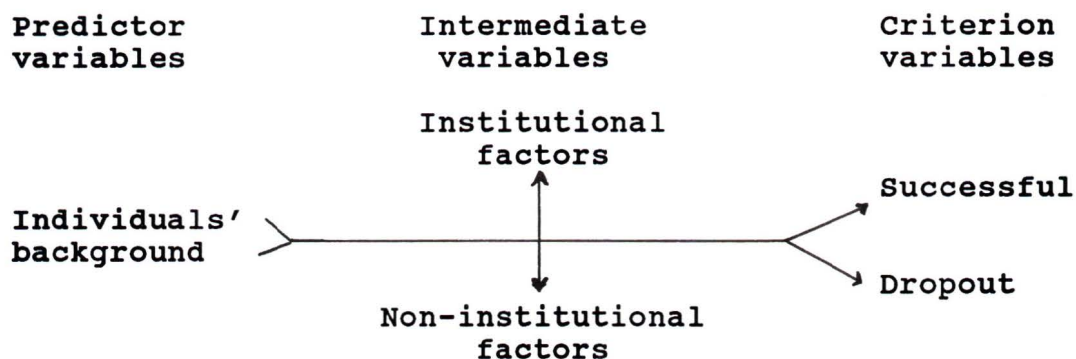 Predictor
variables
Intermediate
variables
Criterion
variables
Institutional
factors
Individuals'
background
Successful
Dropout
Non-institutional
factors